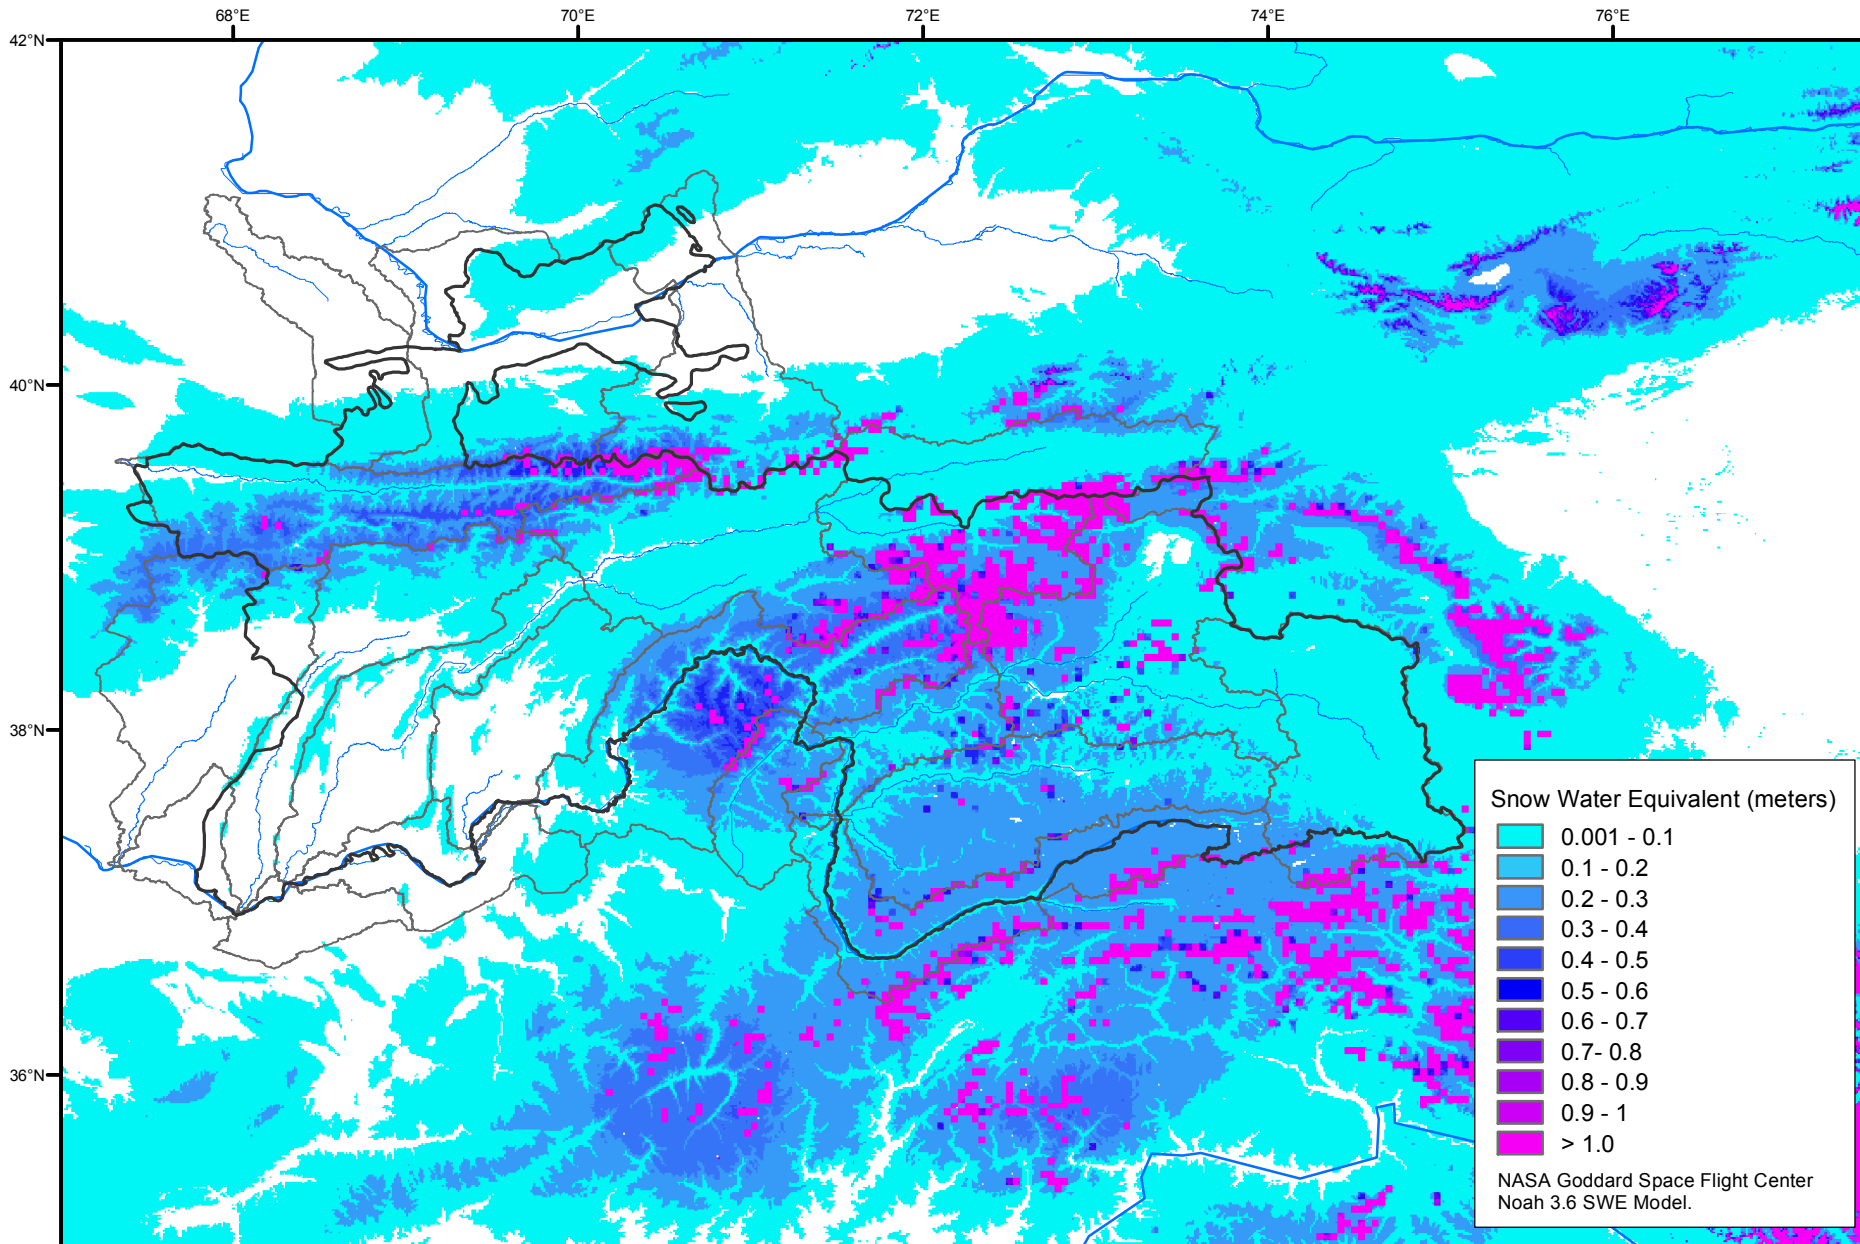 68°E 70°E 72°E 74°E 76°E
42°N
40°N
38°N
36°N
Snow Water Equivalent (meters)
0.001 - 0.1
0.1 - 0.2
0.2 - 0.3
0.3 - 0.4
0.4 - 0.5
0.5 - 0.6
0.6 - 0.7
0.7- 0.8
0.8 - 0.9
0.9 - 1
> 1.0
NASA Goddard Space Flight Center
Noah 3.6 SWE Model.